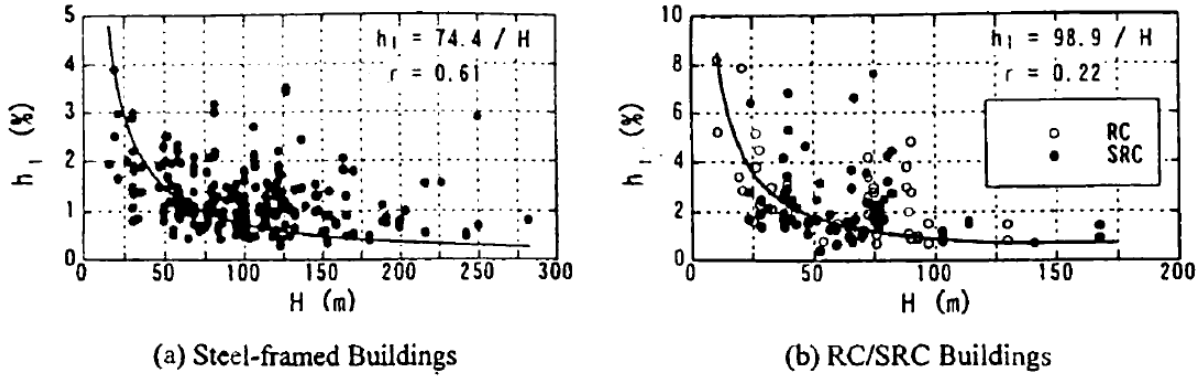 h₁ = 74.4 / H
r = 0.61
5
4
3
2
1
0
h₁ (%)
0
50
100
150
200
250
300
H (m)
(a) Steel-framed Buildings
h₁ = 98.9 / H
r = 0.22
RC
SRC
10
8
6
4
2
0
h₁ (%)
0
50
100
150
200
H (m)
(b) RC/SRC Buildings